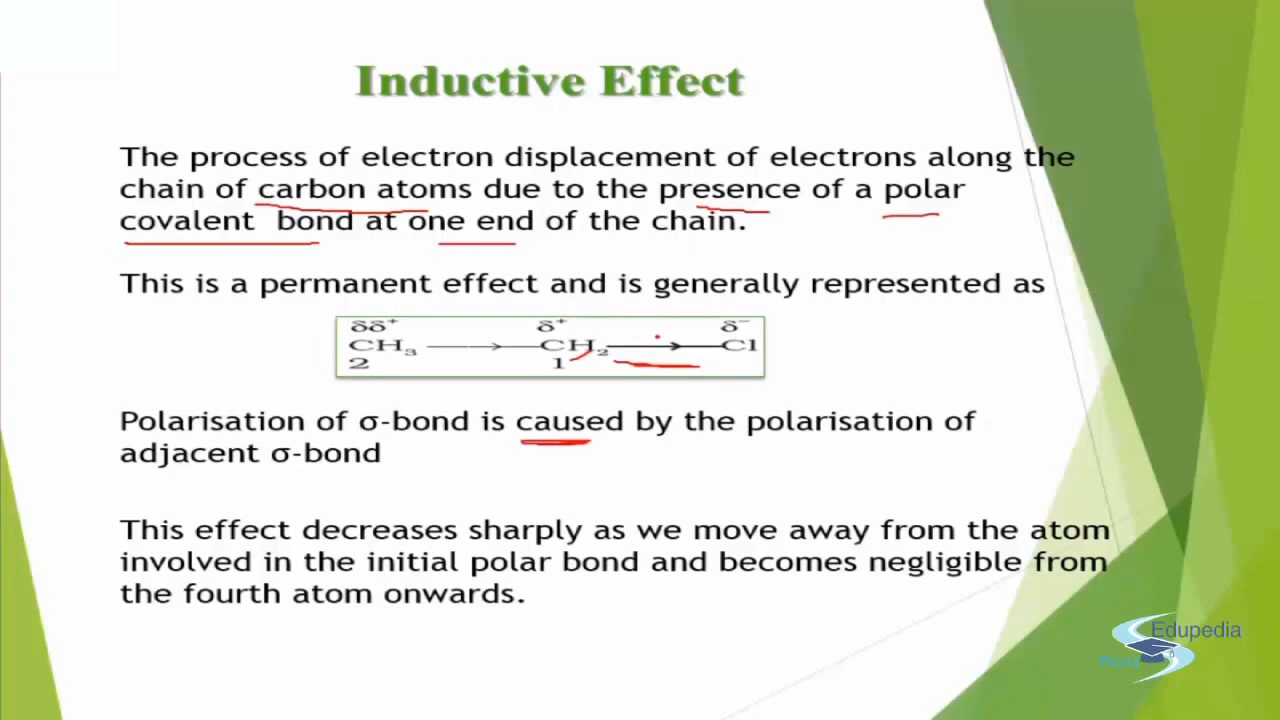 Inductive Effect
The process of electron displacement of electrons along the
chain of carbon atoms due to the presence of a polar
covalent bond at one end of the chain.
This is a permanent effect and is generally represented as
δδ⁺ δ⁺ δ⁻
CH₃ ⟶ CH₂ ⟶ Cl
2 1
Polarisation of σ-bond is caused by the polarisation of
adjacent σ-bond
This effect decreases sharply as we move away from the atom
involved in the initial polar bond and becomes negligible from
the fourth atom onwards.
Edupedia
World